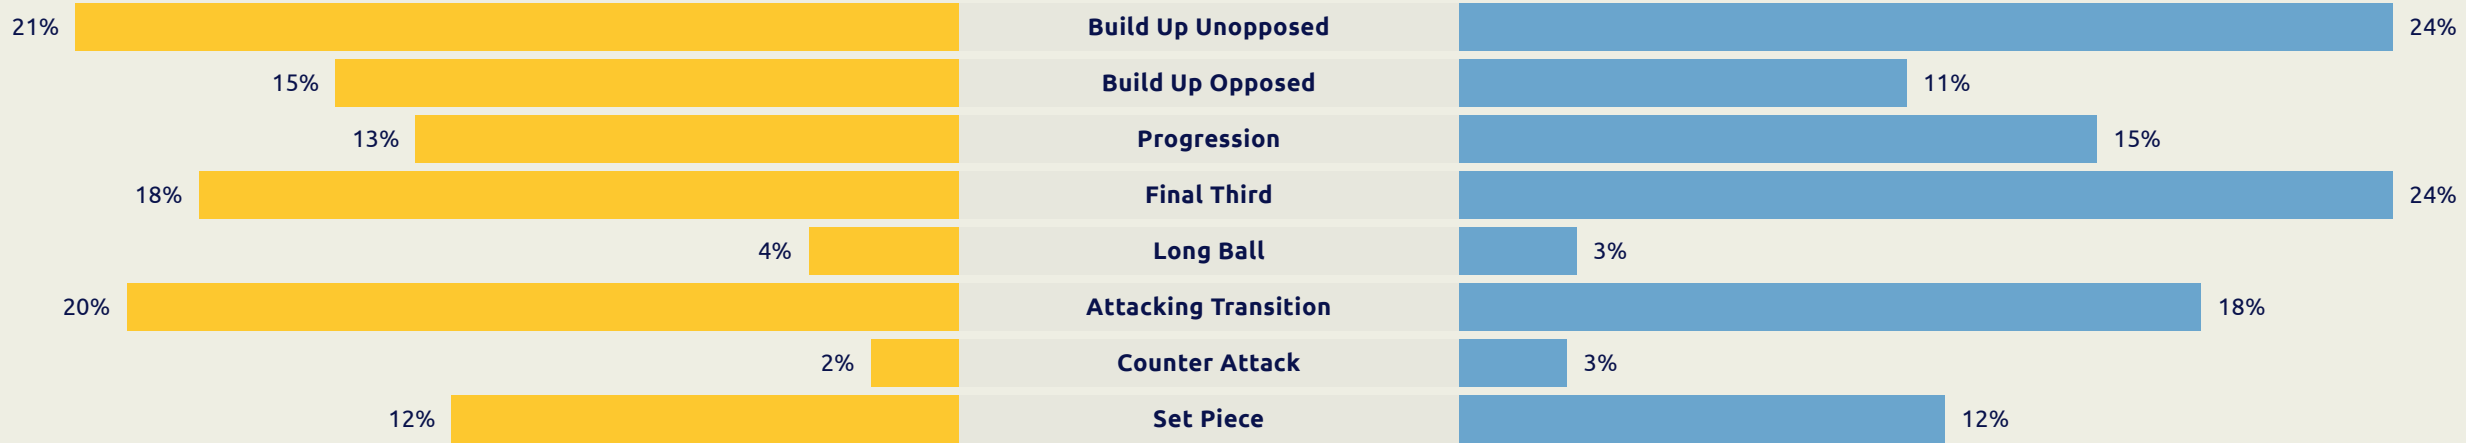 21% Build Up Unopposed 24%
15% Build Up Opposed 11%
13% Progression 15%
18% Final Third 24%
4% Long Ball 3%
20% Attacking Transition 18%
2% Counter Attack 3%
12% Set Piece 12%